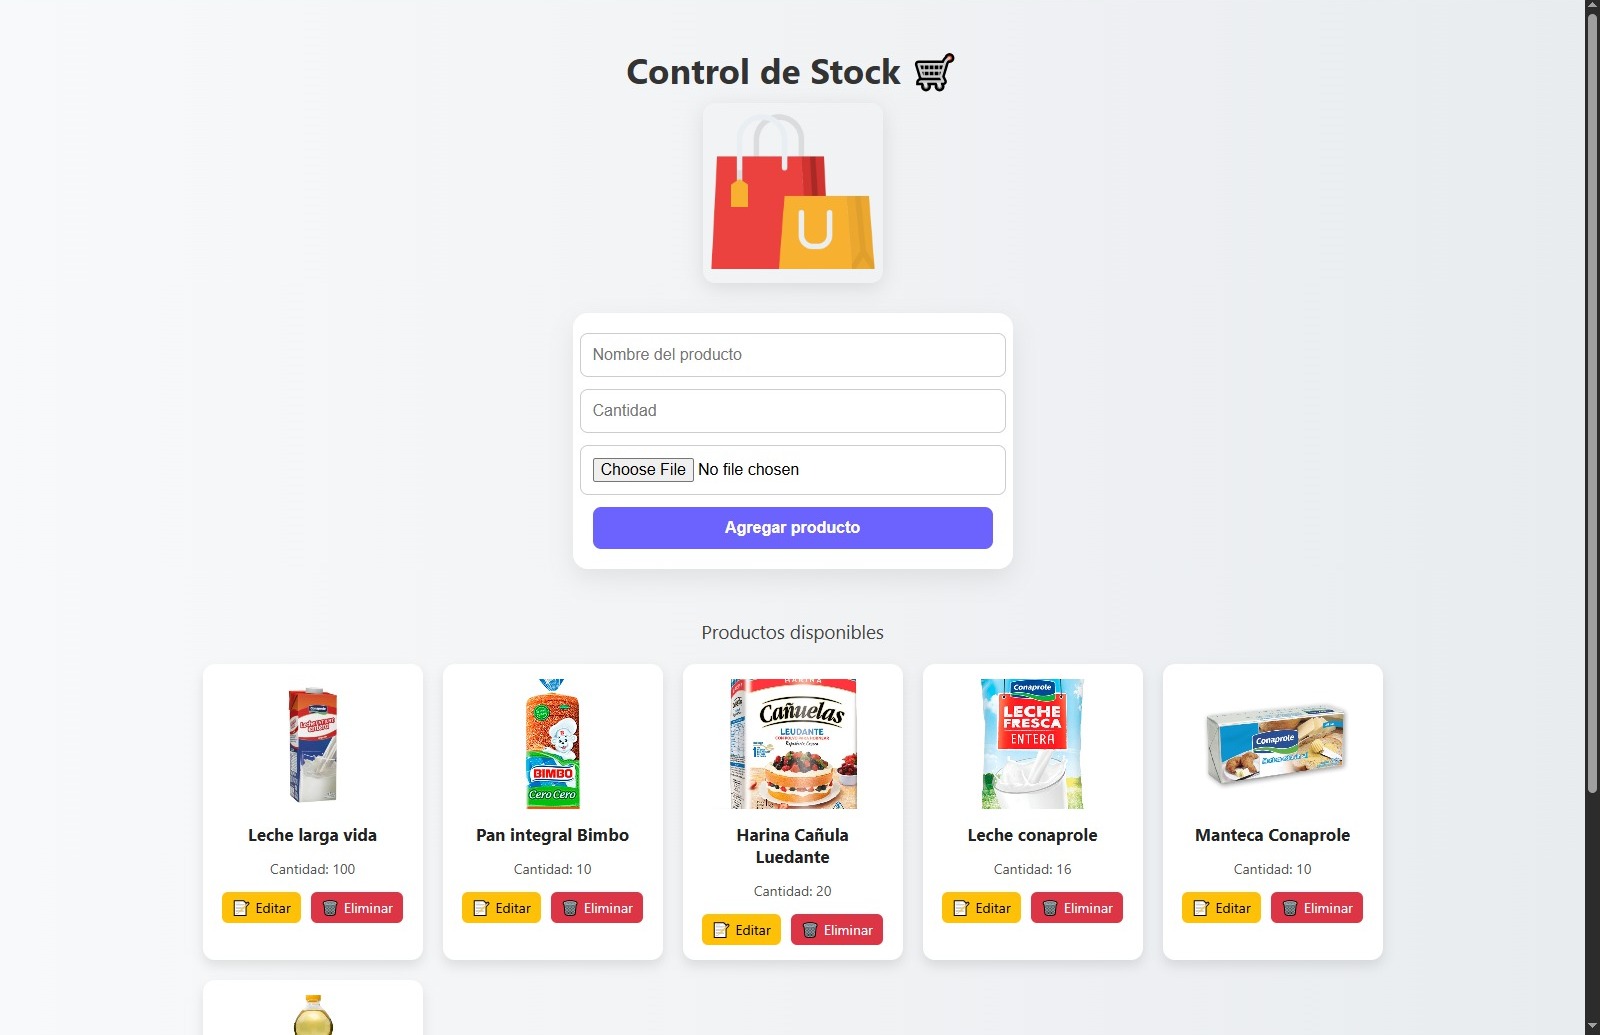 Control de Stock
Nombre del producto
Cantidad
Choose File No file chosen
Agregar producto
Productos disponibles
BIMBO
Cero Cero
HARINA
Cañuelas
LEUDANTE
Conaprole
LECHE
FRESCA
ENTERA
Conaprole
Leche larga vida
Pan integral Bimbo
Harina Cañula
Luedante
Leche conaprole
Manteca Conaprole
Cantidad: 100
Cantidad: 10
Cantidad: 20
Cantidad: 16
Cantidad: 10
Editar Eliminar
Editar Eliminar
Editar Eliminar
Editar Eliminar
Editar Eliminar